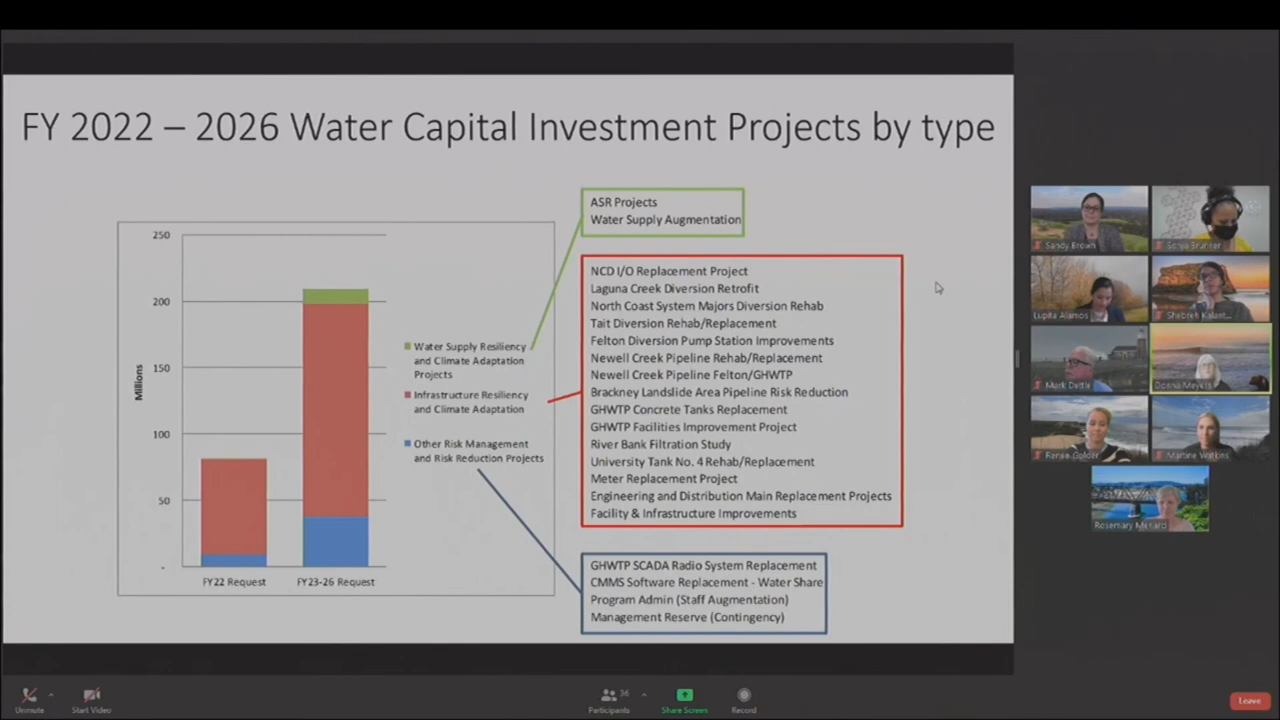 FY 2022 – 2026 Water Capital Investment Projects by type
250
200
150
100
50
-
Millions
FY22 Request
FY23-26 Request
Water Supply Resiliency
and Climate Adaptation
Projects
Infrastructure Resiliency
and Climate Adaptation
Other Risk Management
and Risk Reduction Projects
ASR Projects
Water Supply Augmentation
NCD I/O Replacement Project
Laguna Creek Diversion Retrofit
North Coast System Majors Diversion Rehab
Tait Diversion Rehab/Replacement
Felton Diversion Pump Station Improvements
Newell Creek Pipeline Rehab/Replacement
Newell Creek Pipeline Felton/GHWTP
Brackney Landslide Area Pipeline Risk Reduction
GHWTP Concrete Tanks Replacement
GHWTP Facilities Improvement Project
River Bank Filtration Study
University Tank No. 4 Rehab/Replacement
Meter Replacement Project
Engineering and Distribution Main Replacement Projects
Facility & Infrastructure Improvements
GHWTP SCADA Radio System Replacement
CMMS Software Replacement - Water Share
Program Admin (Staff Augmentation)
Management Reserve (Contingency)
Sandy Brown
Sonja Brunner
Lupita Alamos
Shebreh Kalant...
Mark Dettle
Donna Meyers
Renee Golder
Martine Watkins
Rosemary Menard
Unmute
Start Video
36
Participants
Share Screen
Record
Leave